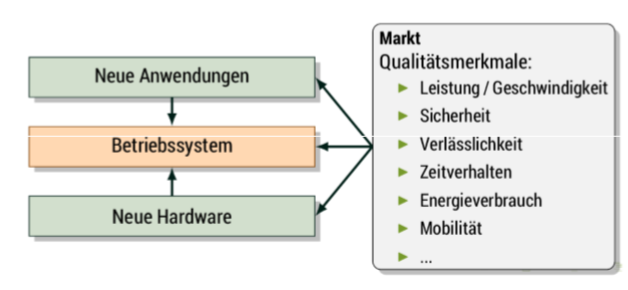 Neue Anwendungen
Betriebssystem
Neue Hardware
Markt
Qualitätsmerkmale:
Leistung / Geschwindigkeit
Sicherheit
Verlässlichkeit
Zeitverhalten
Energieverbrauch
Mobilität
...